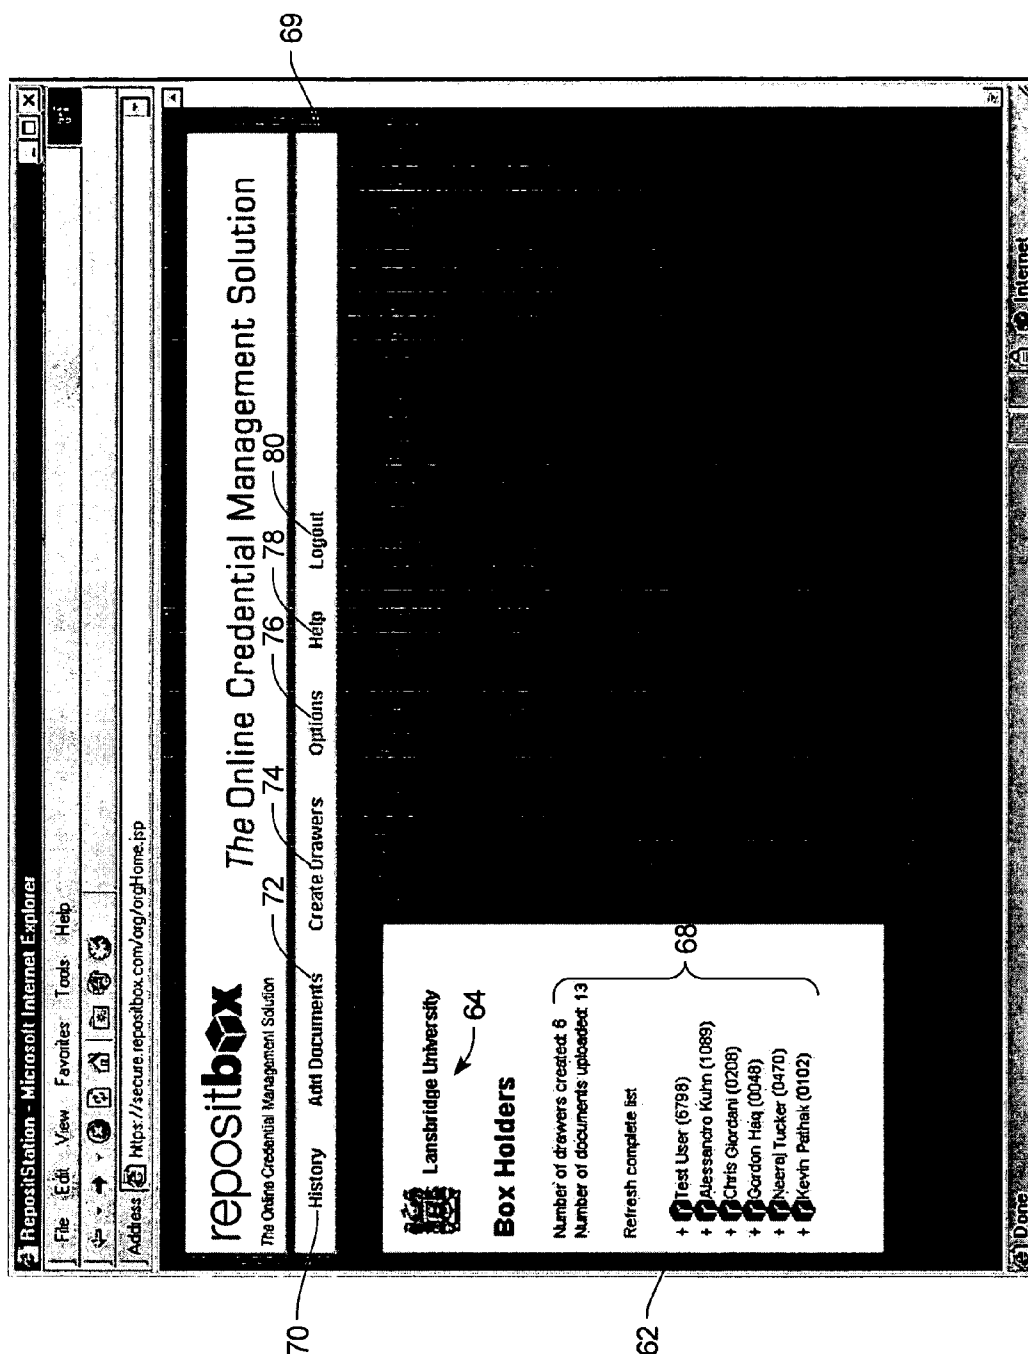 RepositStation - Microsoft Internet Explorer
File Edit View Favorites Tools Help
Address https://secure.repositbox.com/org/orgHome.jsp
repositbox
The Online Credential Management Solution
The Online Credential Management Solution
70 72 74 76 78 80 69
History Add Documents Create Drawers Options Help Logout
Lansbridge University
64
Box Holders
Number of drawers created: 6
Number of documents uploaded: 13
Refresh complete list
68
+ Test User (6798)
+ Alessandro Kuhn (1089)
+ Chris Giordani (0208)
+ Gordon Haq (0048)
+ Neeraj Tucker (0470)
+ Kevin Pathak (0102)
62
Done Internet